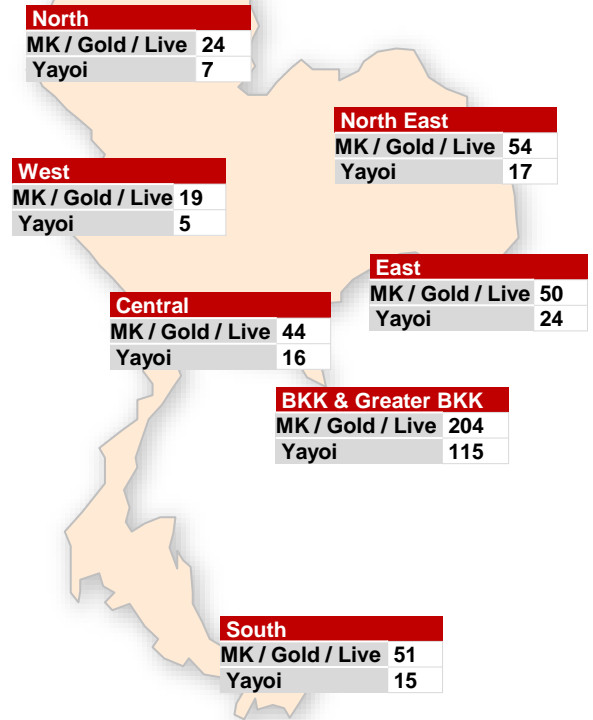 North
MK / Gold / Live 24
Yayoi 7
North East
MK / Gold / Live 54
Yayoi 17
West
MK / Gold / Live 19
Yayoi 5
East
MK / Gold / Live 50
Yayoi 24
Central
MK / Gold / Live 44
Yayoi 16
BKK & Greater BKK
MK / Gold / Live 204
Yayoi 115
South
MK / Gold / Live 51
Yayoi 15